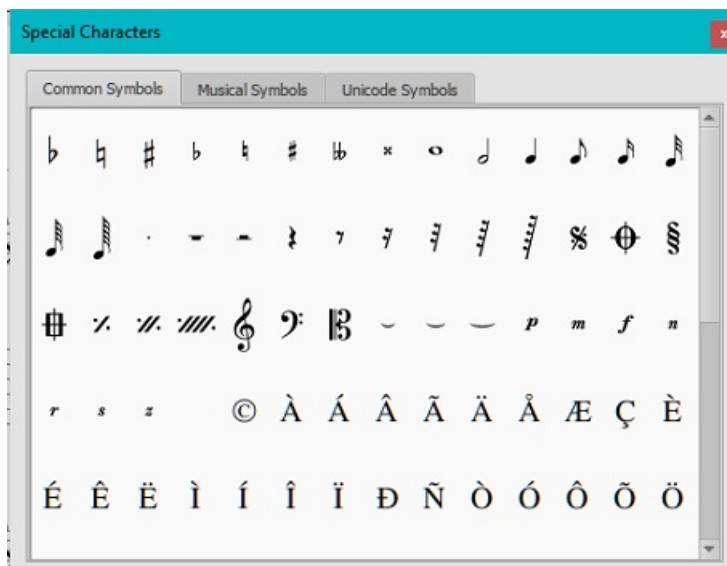 Special Characters
x
Common Symbols Musical Symbols Unicode Symbols
♭ ♮ ♯ ♭ ♮ ♯ 𝄫 𝄪 𝅝 𝅗𝅥 𝅘𝅥 𝅘𝅥𝅮 𝅘𝅥𝅯 𝅘𝅥𝅰
𝅘𝅥𝅱 𝅘𝅥𝅲 . 𝄻 𝄼 𝄽 𝄾 𝄿 𝅀 𝅁 𝅂 𝄋 𝄌 §
𝄎 𝄏 𝄞 𝄢 𝄡 p m f n
r s z © À Á Â Ã Ä Å Æ Ç È
É Ê Ë Ì Í Î Ï Ð Ñ Ò Ó Ô Õ Ö